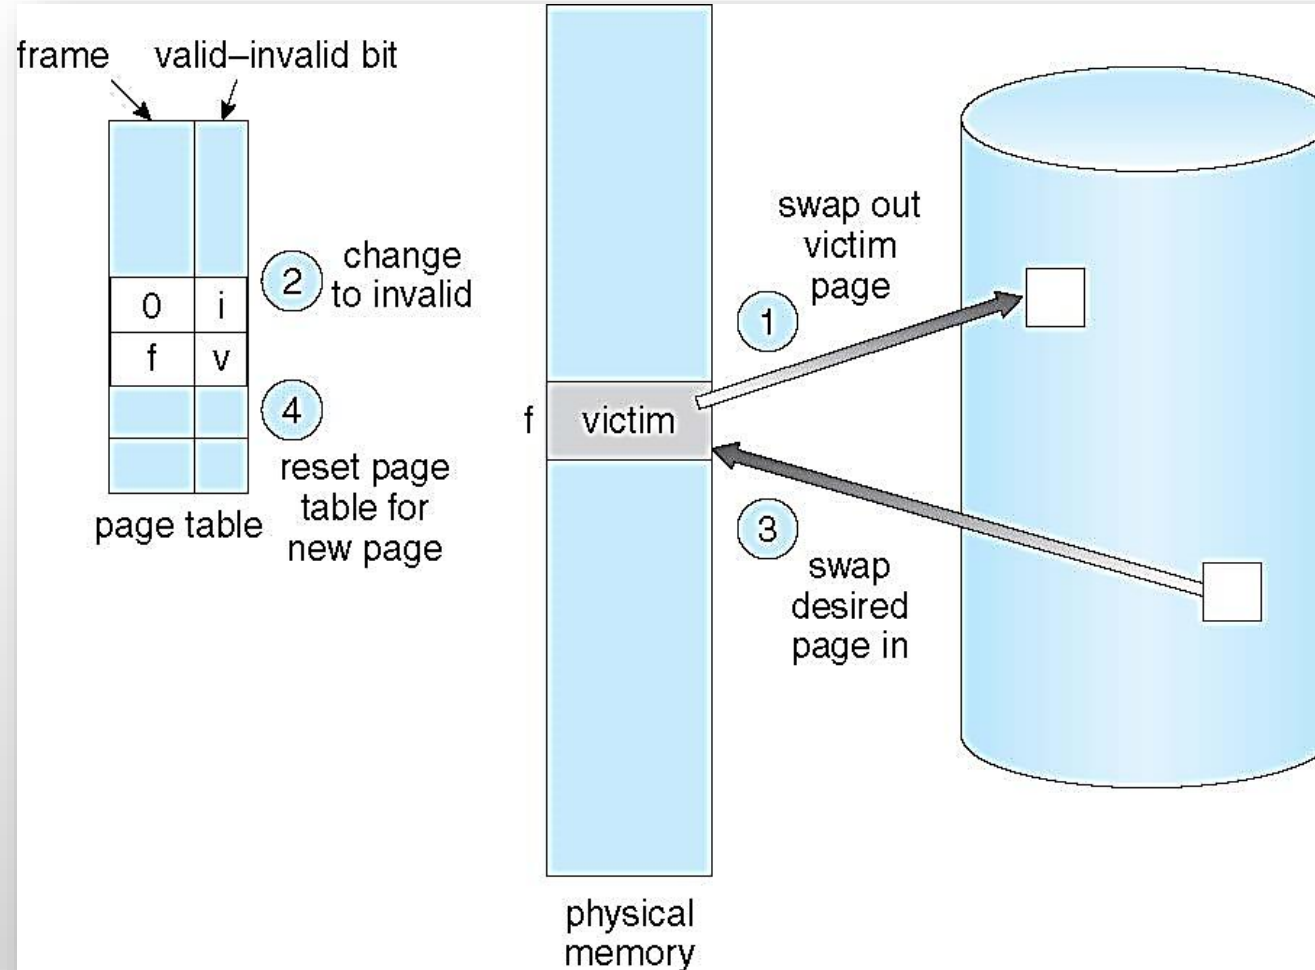 frame
valid–invalid bit
0
i
f
v
2
change
to invalid
4
reset page
table for
new page
page table
f
victim
physical
memory
swap out
victim
page
1
3
swap
desired
page in